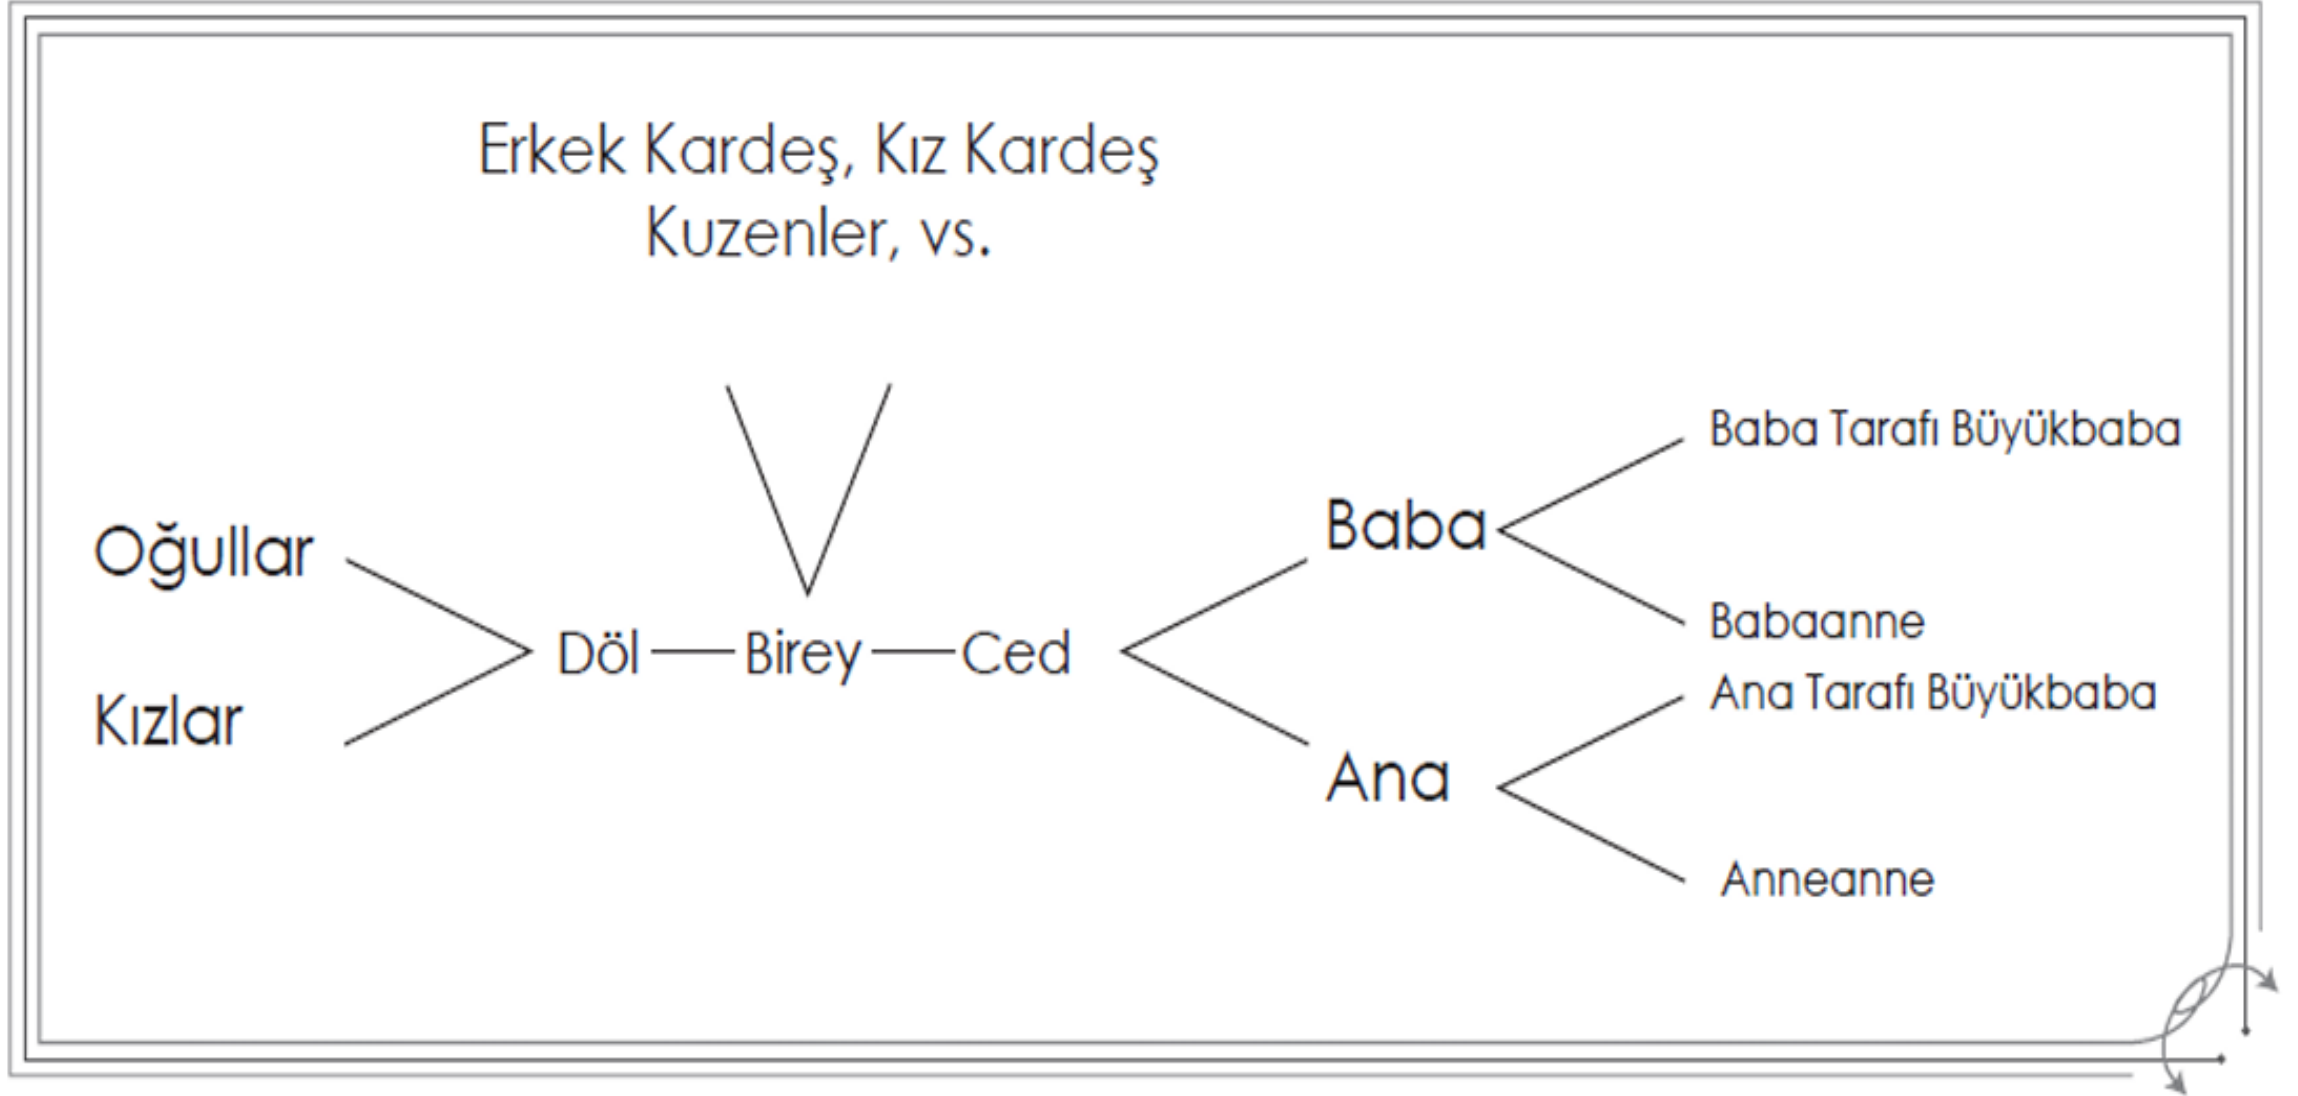 Erkek Kardeş, Kız Kardeş
Kuzenler, vs.
Baba Tarafı Büyükbaba
Baba
Oğullar
Babaanne
Döl Birey Ced
Ana Tarafı Büyükbaba
Kızlar
Ana
Anneanne